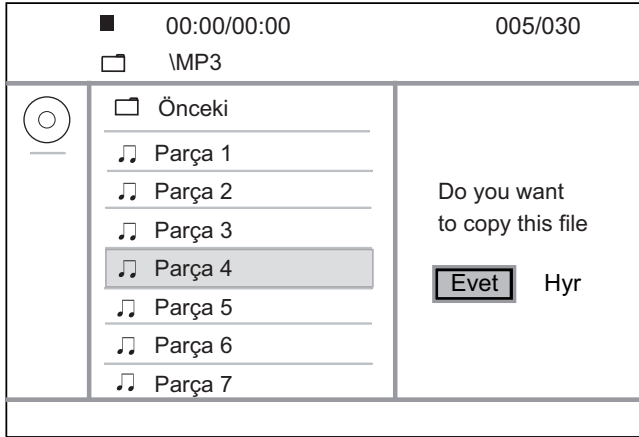 00:00/00:00 005/030
\MP3
Önceki
Parça 1
Parça 2
Parça 3
Parça 4
Parça 5
Parça 6
Parça 7
Do you want
to copy this file
Evet Hyr